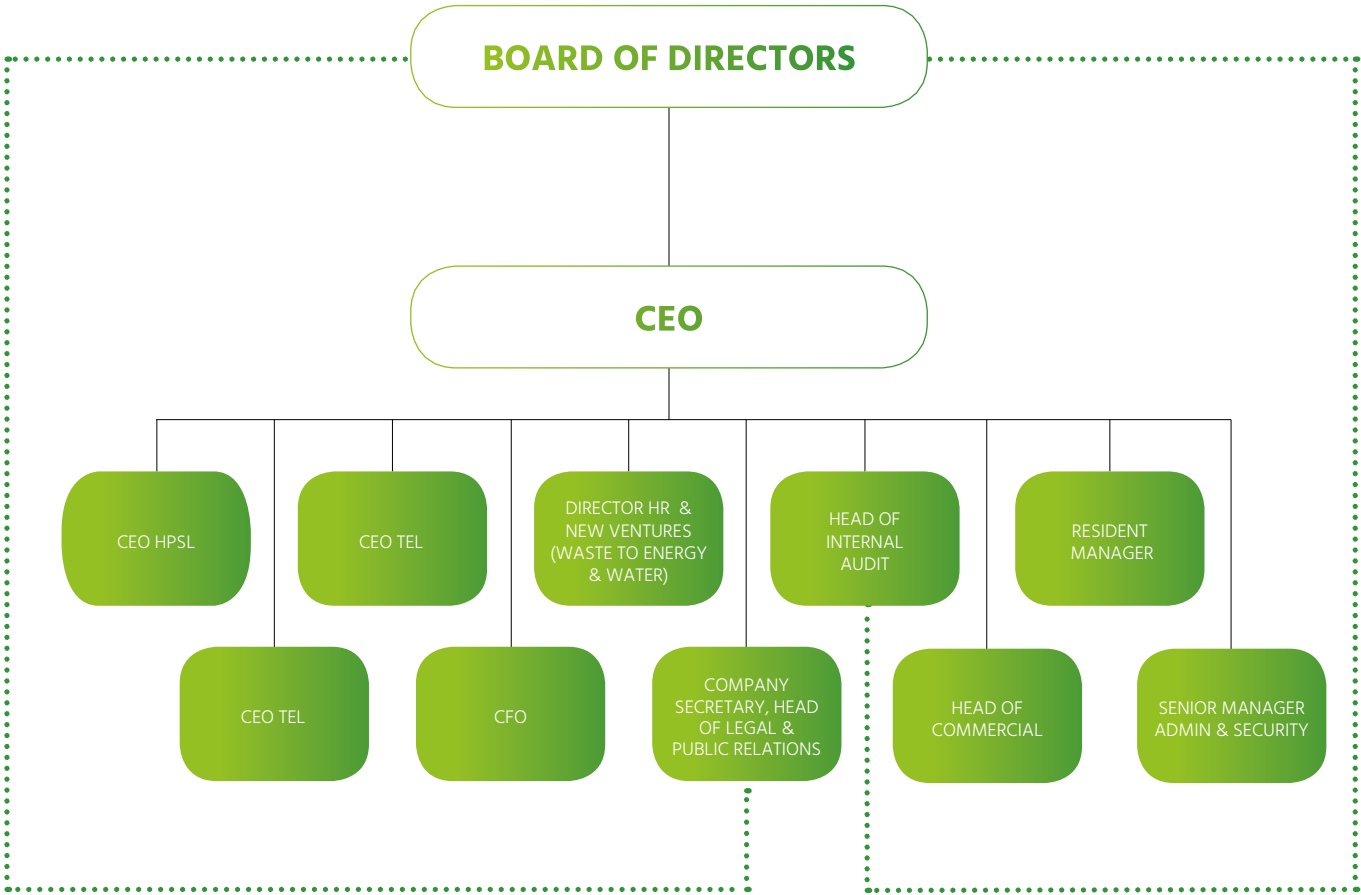 BOARD OF DIRECTORS
CEO
CEO HPSL
CEO TEL
DIRECTOR HR &
NEW VENTURES
(WASTE TO ENERGY
& WATER)
HEAD OF
INTERNAL
AUDIT
RESIDENT
MANAGER
CEO TEL
CFO
COMPANY
SECRETARY, HEAD
OF LEGAL &
PUBLIC RELATIONS
HEAD OF
COMMERCIAL
SENIOR MANAGER
ADMIN & SECURITY